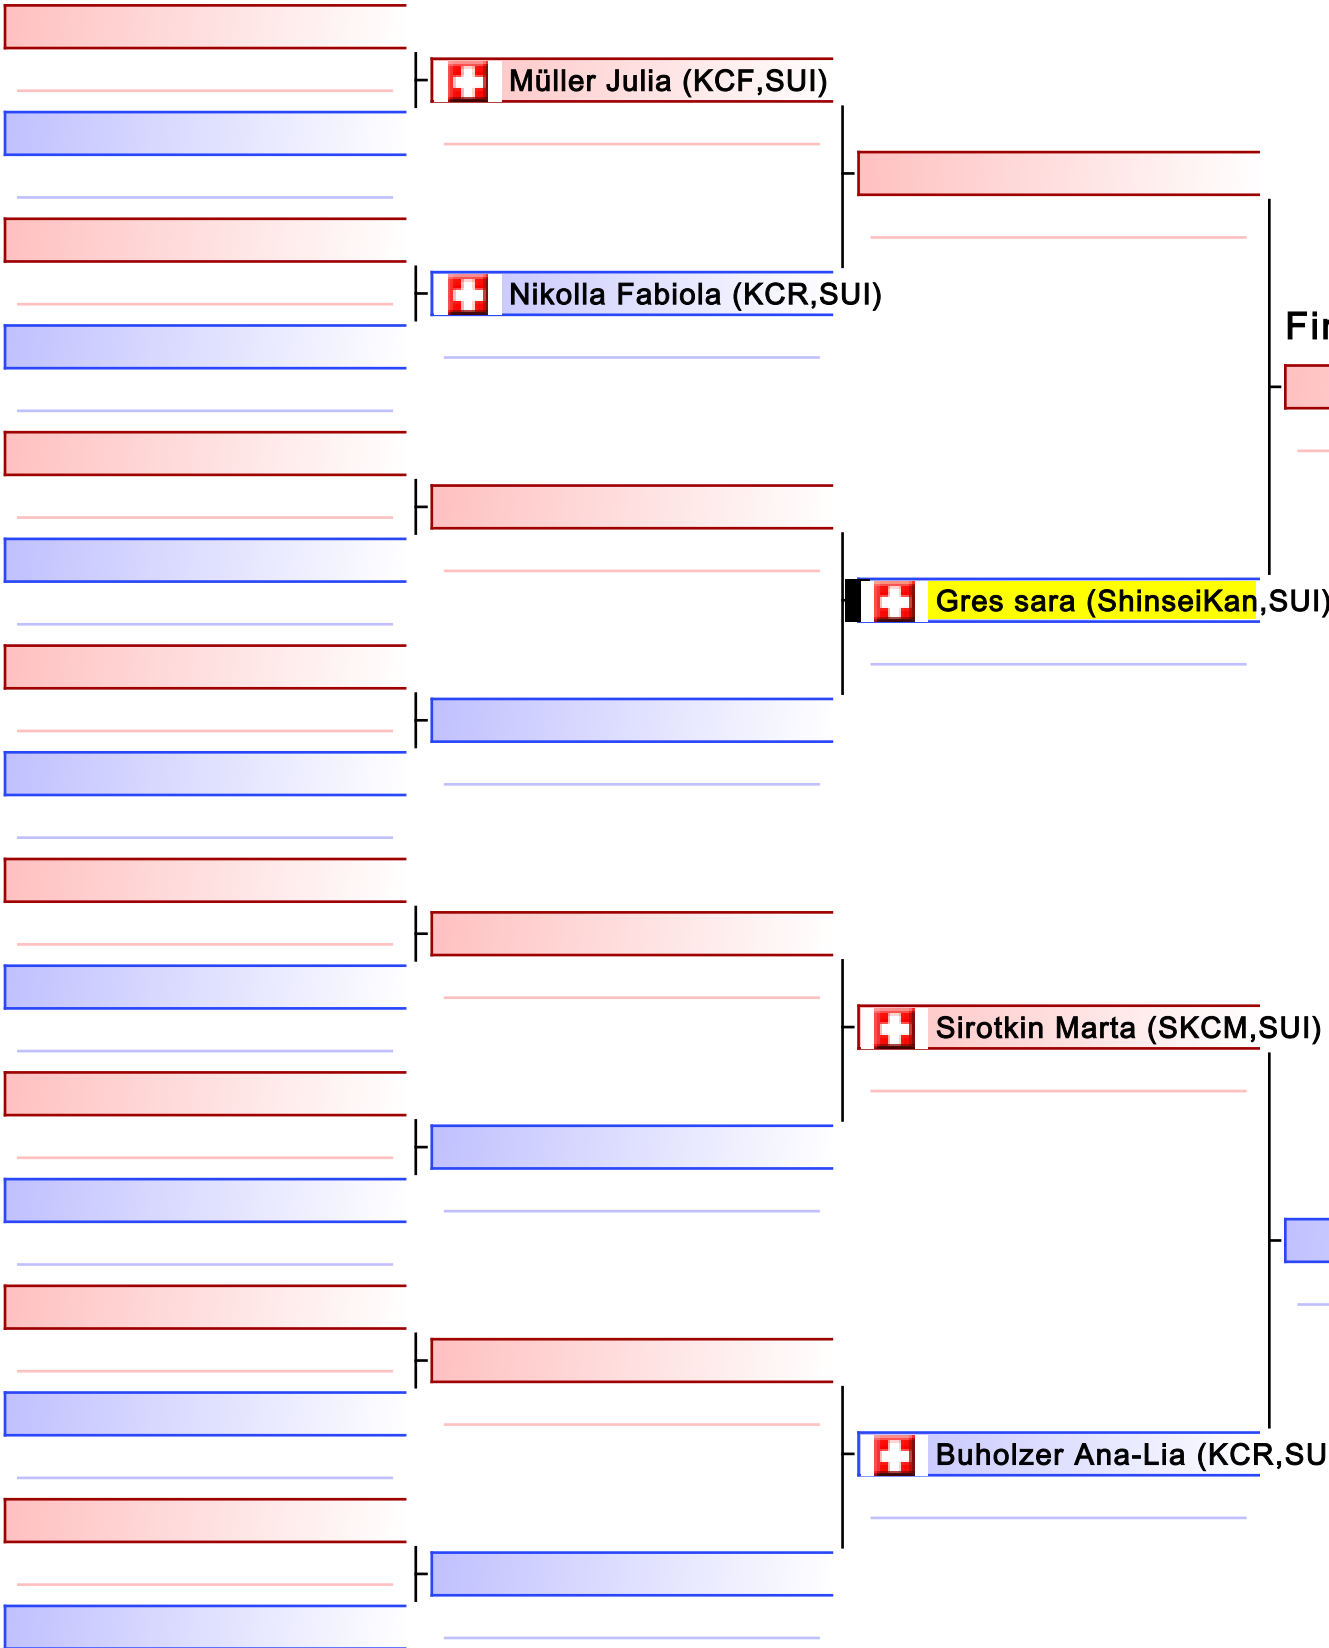 Müller Julia (KCF,SUI)
Nikolla Fabiola (KCR,SUI)
Gres sara (ShinseiKan,SUI)
Sirotkin Marta (SKCM,SUI)
Buholzer Ana-Lia (KCR,SU